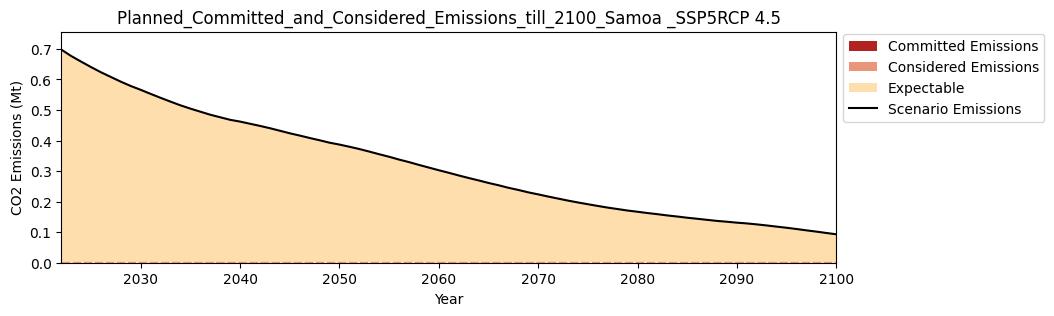 Planned_Committed_and_Considered_Emissions_till_2100_Samoa _SSP5RCP 4.5
Committed Emissions
Considered Emissions
Expectable
Scenario Emissions
CO2 Emissions (Mt)
0.7
0.6
0.5
0.4
0.3
0.2
0.1
0.0
2030 2040 2050 2060 2070 2080 2090 2100
Year